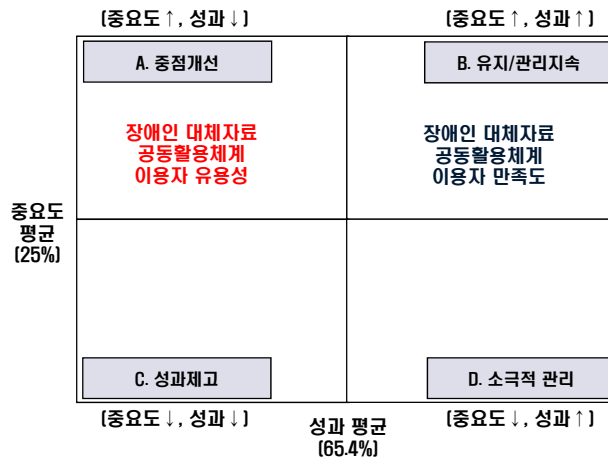 (중요도↑, 성과↓)
(중요도↑, 성과↑)
A. 중점개선
B. 유지/관리지속
장애인 대체자료
공동활용체계
이용자 유용성
장애인 대체자료
공동활용체계
이용자 만족도
중요도
평균
(25%)
C. 성과제고
D. 소극적 관리
(중요도↓, 성과↓)
(중요도↓, 성과↑)
성과 평균
(65.4%)